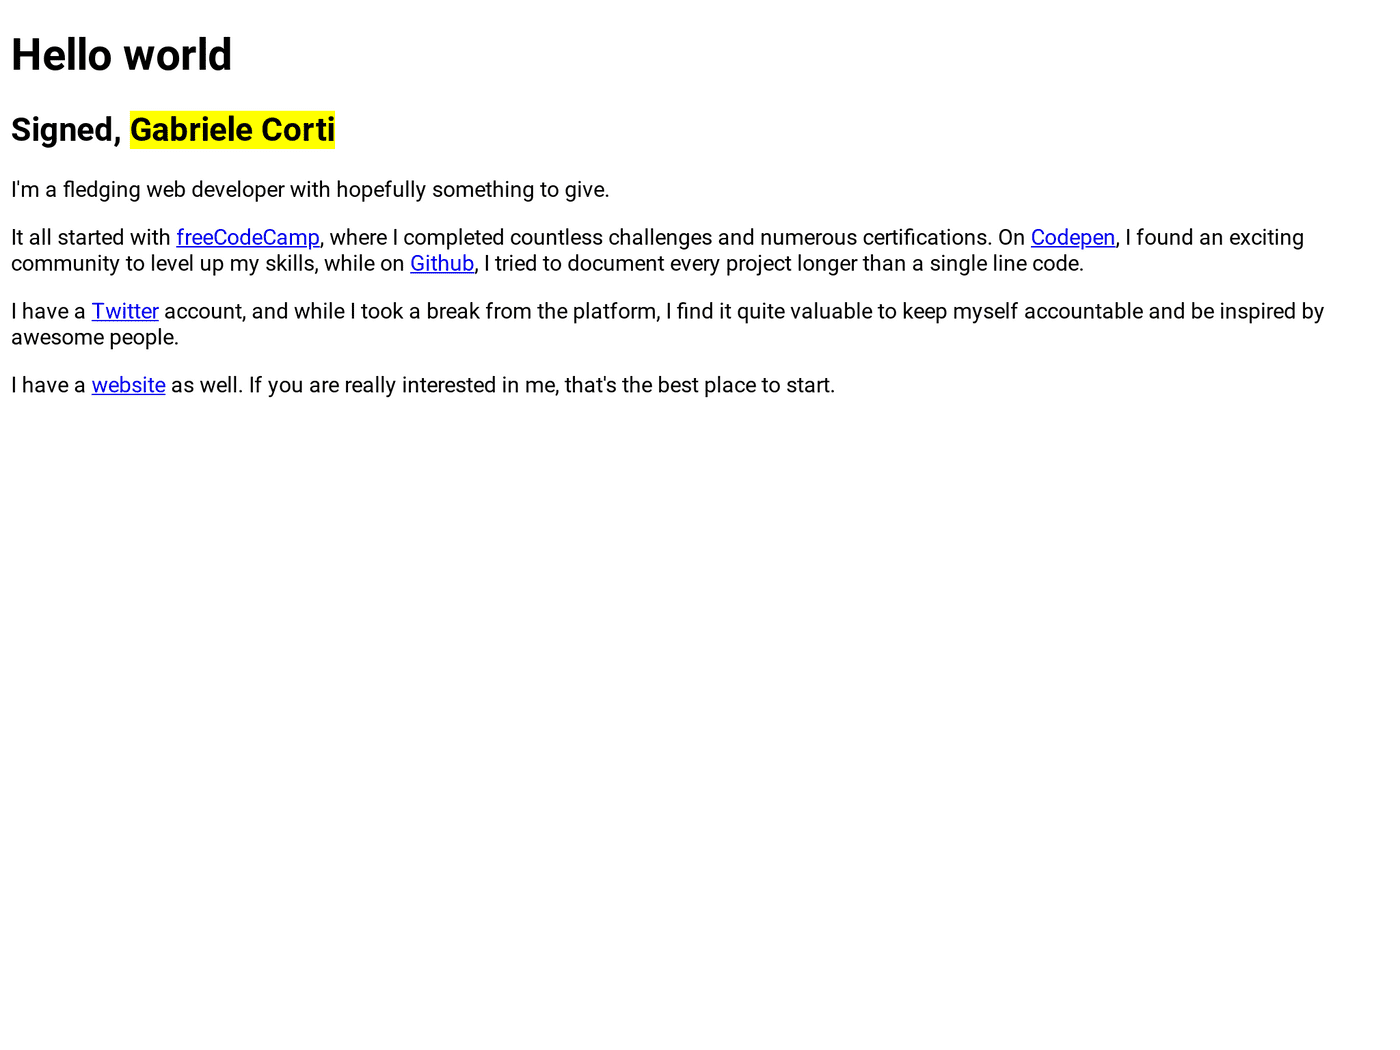 Hello world
Signed, Gabriele Corti
I'm a fledging web developer with hopefully something to give.
It all started with freeCodeCamp, where I completed countless challenges and numerous certifications. On Codepen, I found an exciting
community to level up my skills, while on Github, I tried to document every project longer than a single line code.
I have a Twitter account, and while I took a break from the platform, I find it quite valuable to keep myself accountable and be inspired by
awesome people.
I have a website as well. If you are really interested in me, that's the best place to start.